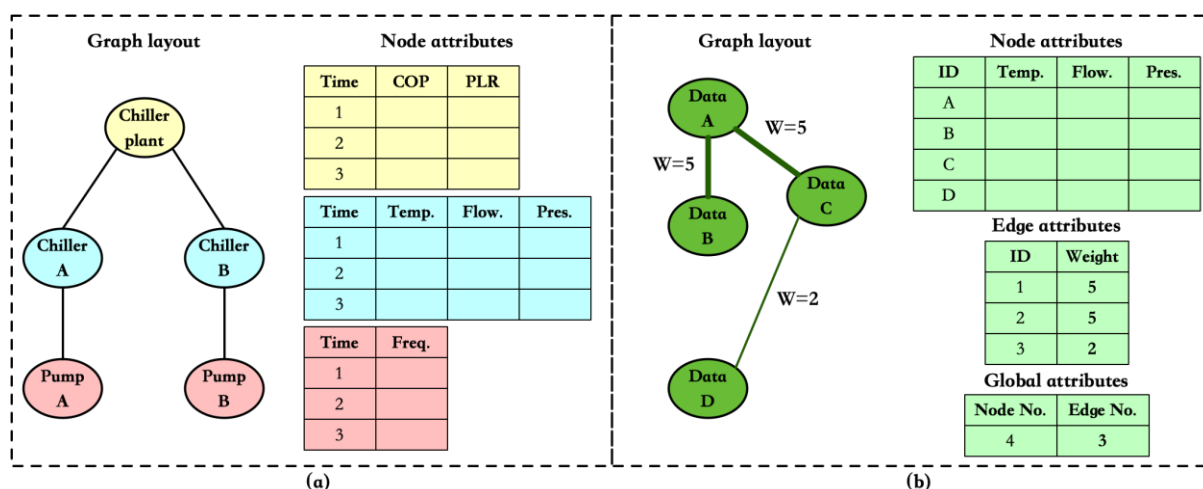 Graph layout
Chiller
plant
Chiller
A
Chiller
B
Pump
A
Pump
B
Node attributes
Time COP PLR
1
2
3
Time Temp. Flow. Pres.
1
2
3
Time Freq.
1
2
3
(a)
Graph layout
Data
A
W=5
W=5
Data
C
Data
B
W=2
Data
D
Node attributes
ID Temp. Flow. Pres.
A
B
C
D
Edge attributes
ID Weight
1 5
2 5
3 2
Global attributes
Node No. Edge No.
4 3
(b)